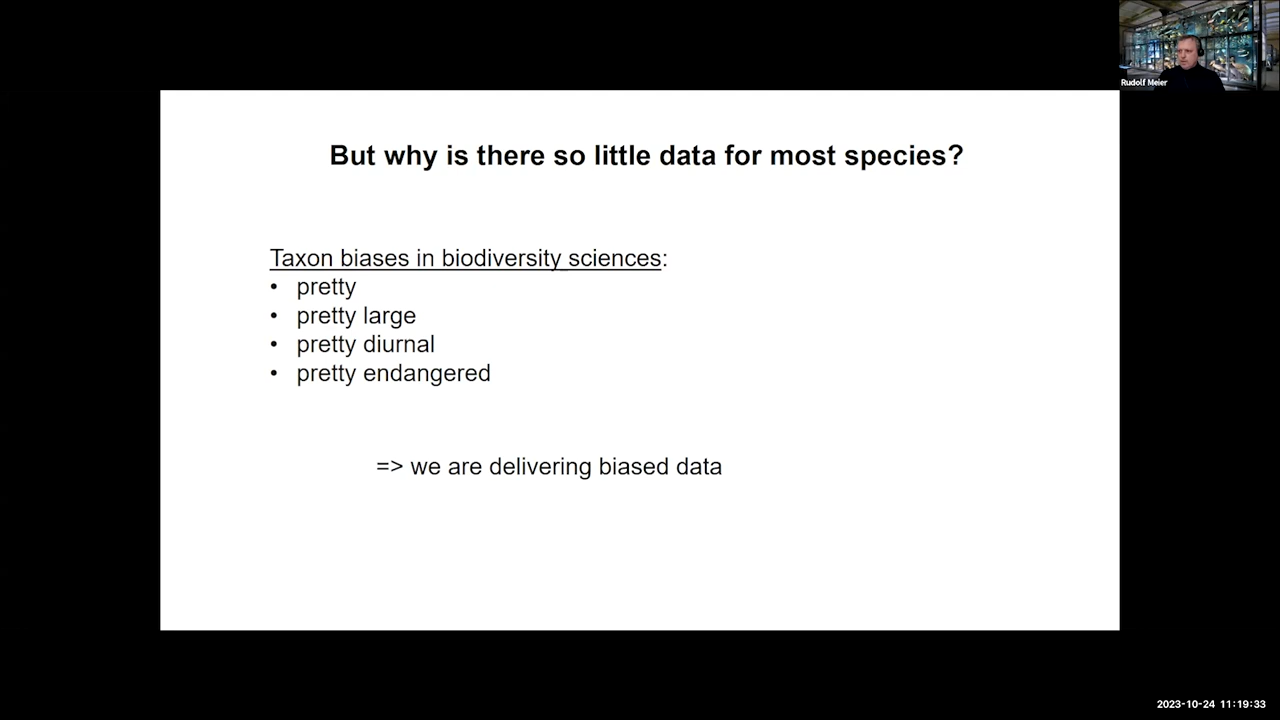 Rudolf Meier
But why is there so little data for most species?
Taxon biases in biodiversity sciences:
• pretty
• pretty large
• pretty diurnal
• pretty endangered
=> we are delivering biased data
2023-10-24 11:19:33